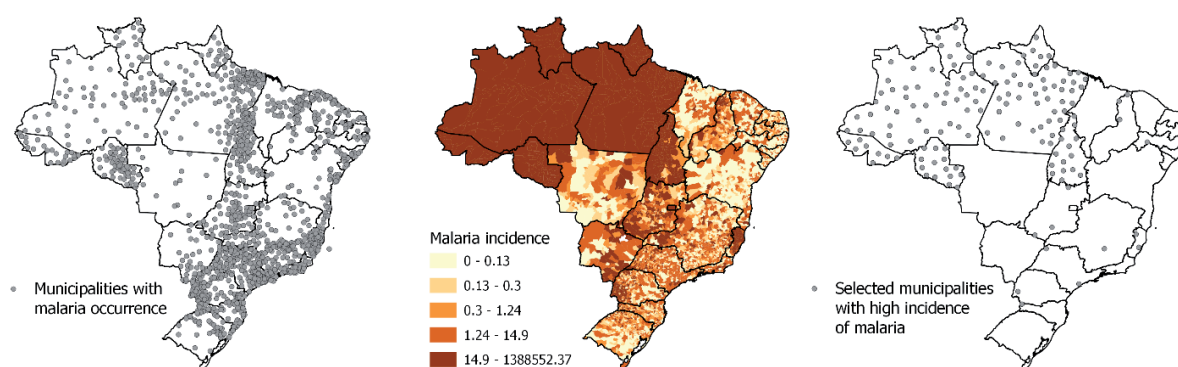 Municipalities with
malaria occurrence
Malaria incidence
0 - 0.13
0.13 - 0.3
0.3 - 1.24
1.24 - 14.9
14.9 - 1388552.37
Selected municipalities
with high incidence
of malaria